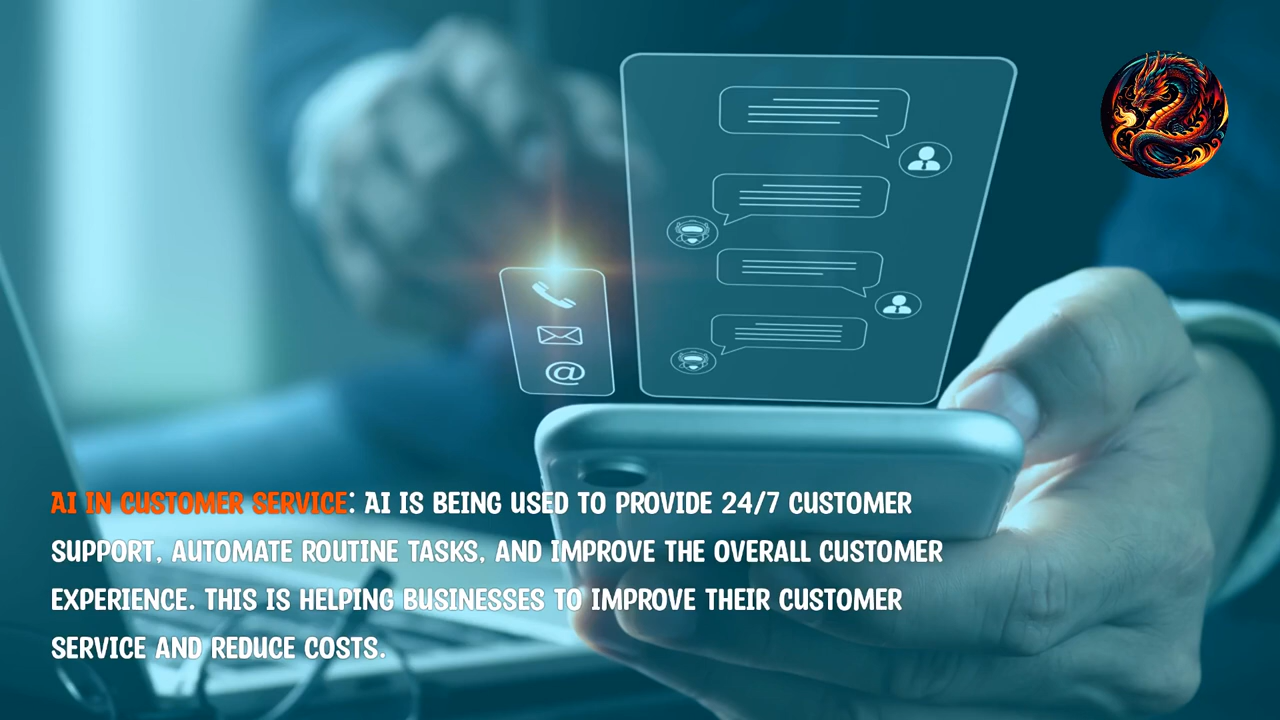 @
AI IN CUSTOMER SERVICE: AI IS BEING USED TO PROVIDE 24/7 CUSTOMER
SUPPORT, AUTOMATE ROUTINE TASKS, AND IMPROVE THE OVERALL CUSTOMER
EXPERIENCE. THIS IS HELPING BUSINESSES TO IMPROVE THEIR CUSTOMER
SERVICE AND REDUCE COSTS.